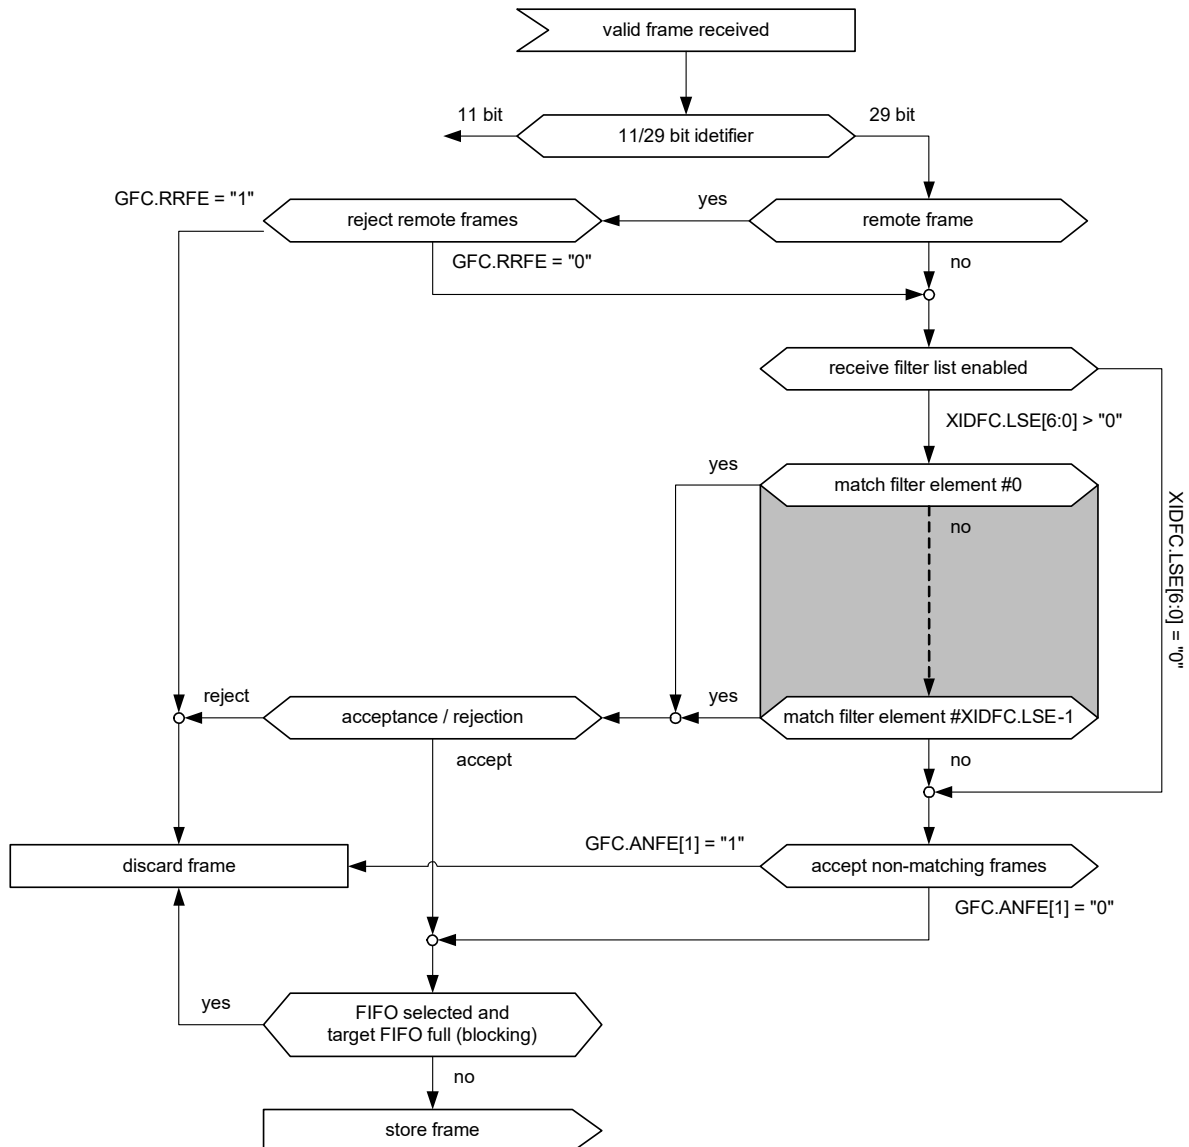 valid frame received
11 bit
29 bit
11/29 bit idetifier
GFC.RRFE = "1"
yes
reject remote frames
remote frame
GFC.RRFE = "0"
no
receive filter list enabled
XIDFC.LSE[6:0] > "0"
yes
match filter element #0
no
XIDFC.LSE[6:0] = "0"
reject
yes
acceptance / rejection
match filter element #XIDFC.LSE-1
accept
no
GFC.ANFE[1] = "1"
discard frame
accept non-matching frames
GFC.ANFE[1] = "0"
yes
FIFO selected and
target FIFO full (blocking)
no
store frame